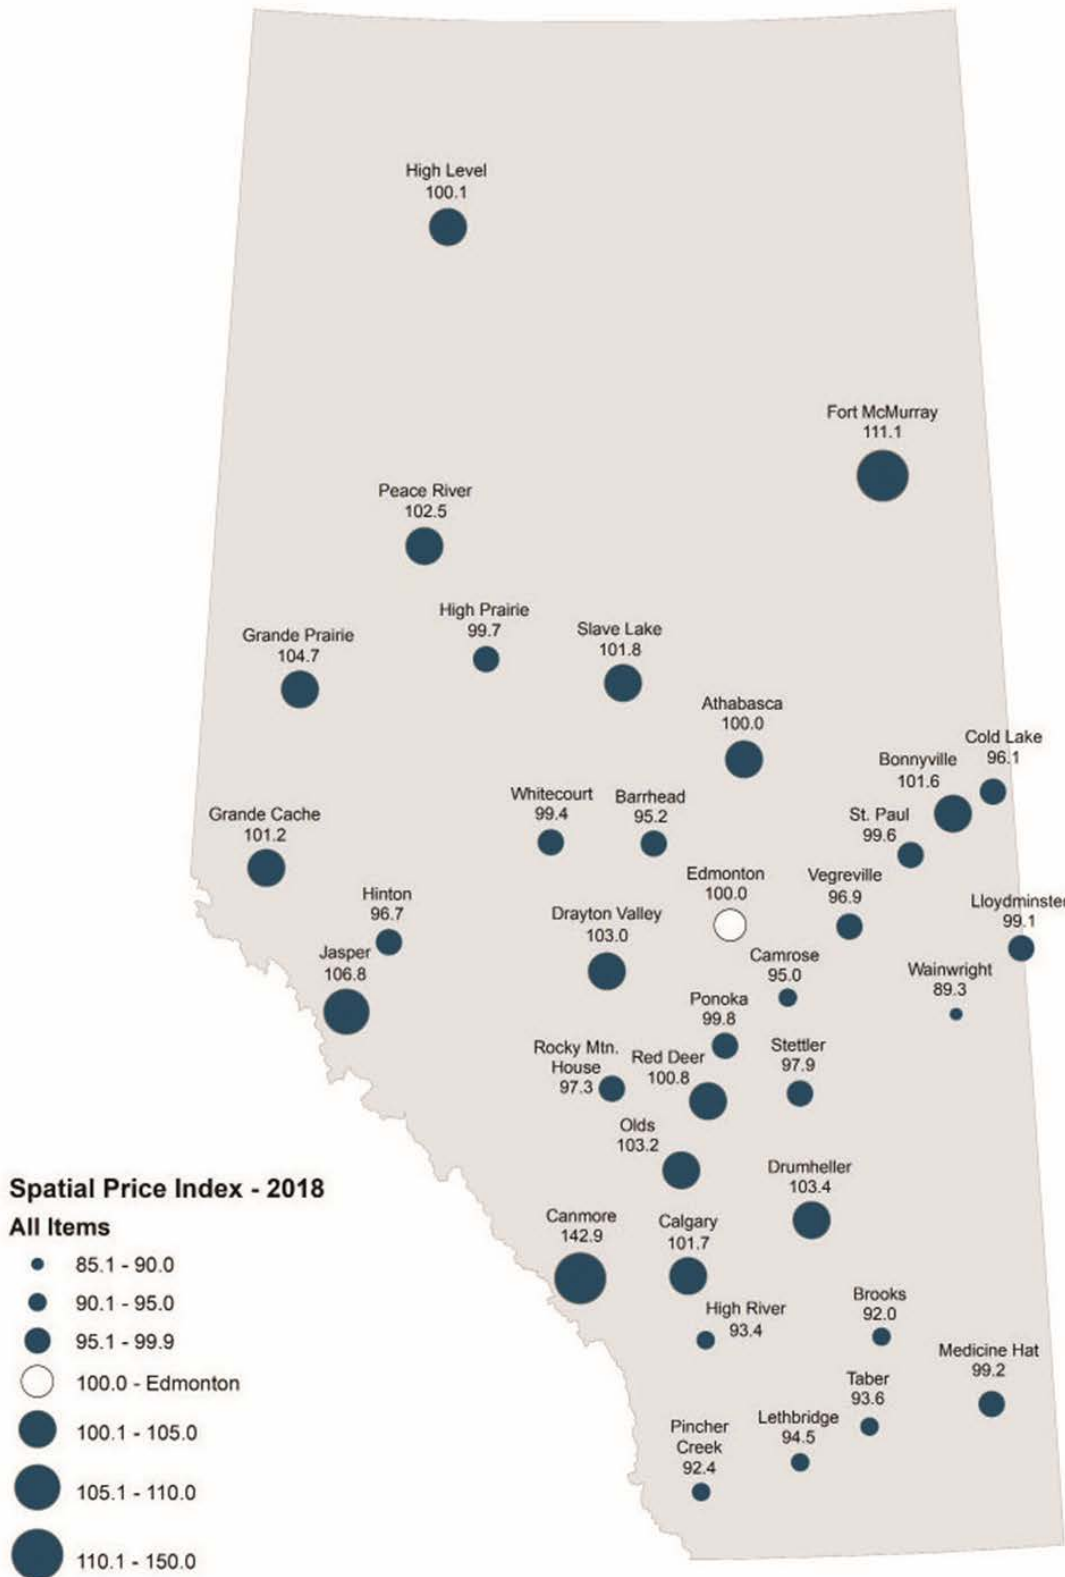 High Level
100.1
Fort McMurray
111.1
Peace River
102.5
High Prairie
99.7
Slave Lake
101.8
Grande Prairie
104.7
Athabasca
100.0
Cold Lake
96.1
Bonnyville
101.6
Whitecourt
99.4
Barrhead
95.2
St. Paul
99.6
Grande Cache
101.2
Edmonton
100.0
Vegreville
96.9
Hinton
96.7
Lloydminster
99.1
Drayton Valley
103.0
Jasper
106.8
Camrose
95.0
Wainwright
89.3
Ponoka
99.8
Rocky Mtn.
House
97.3
Red Deer
100.8
Stettler
97.9
Olds
103.2
Drumheller
103.4
Canmore
142.9
Calgary
101.7
High River
93.4
Brooks
92.0
Medicine Hat
99.2
Taber
93.6
Lethbridge
94.5
Pincher
Creek
92.4
Spatial Price Index - 2018
All Items
85.1 - 90.0
90.1 - 95.0
95.1 - 99.9
100.0 - Edmonton
100.1 - 105.0
105.1 - 110.0
110.1 - 150.0